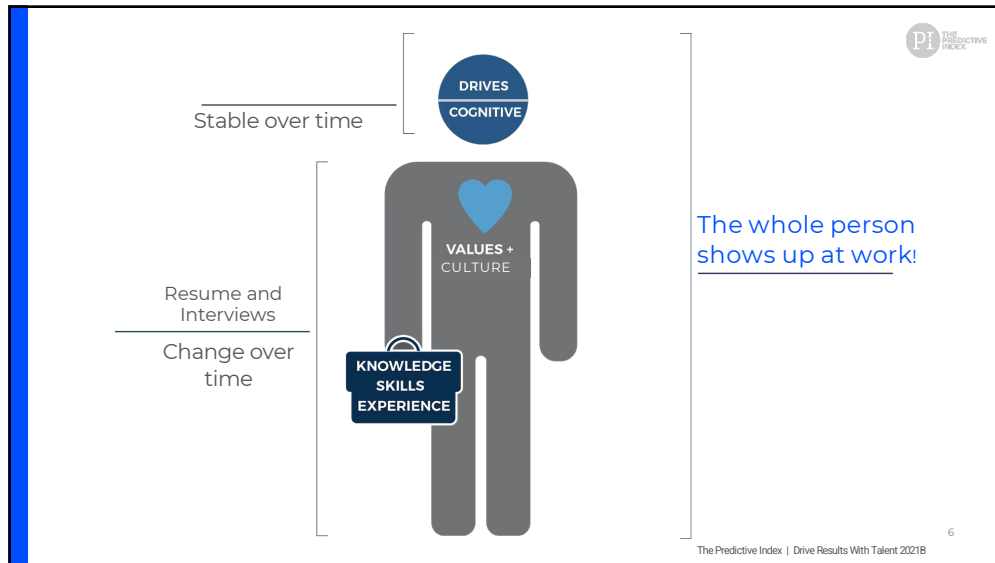 PI THE
PREDICTIVE
INDEX
DRIVES
COGNITIVE
Stable over time
VALUES +
CULTURE
The whole person
shows up at work!
Resume and
Interviews
Change over
time
KNOWLEDGE
SKILLS
EXPERIENCE
6
The Predictive Index | Drive Results With Talent 2021B